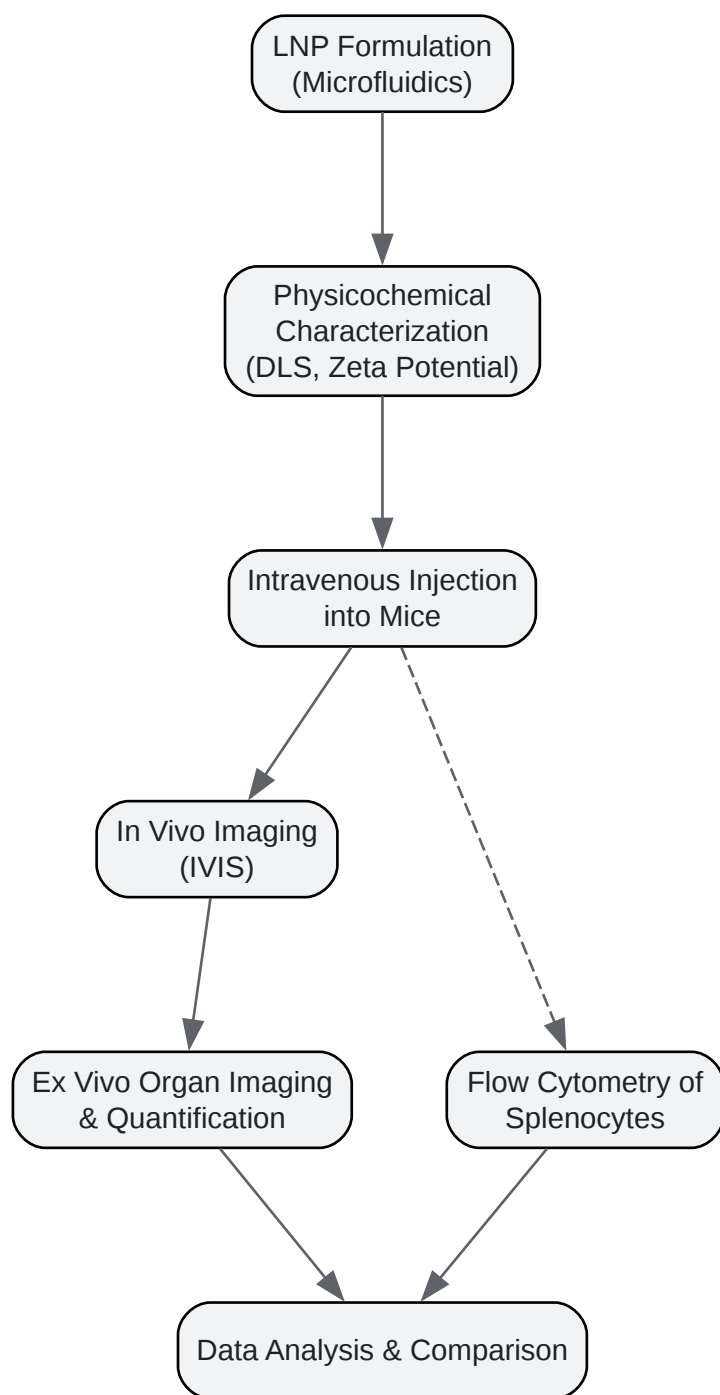 LNP Formulation
(Microfluidics)
Physicochemical
Characterization
(DLS, Zeta Potential)
Intravenous Injection
into Mice
In Vivo Imaging
(IVIS)
Ex Vivo Organ Imaging
& Quantification
Flow Cytometry of
Splenocytes
Data Analysis & Comparison